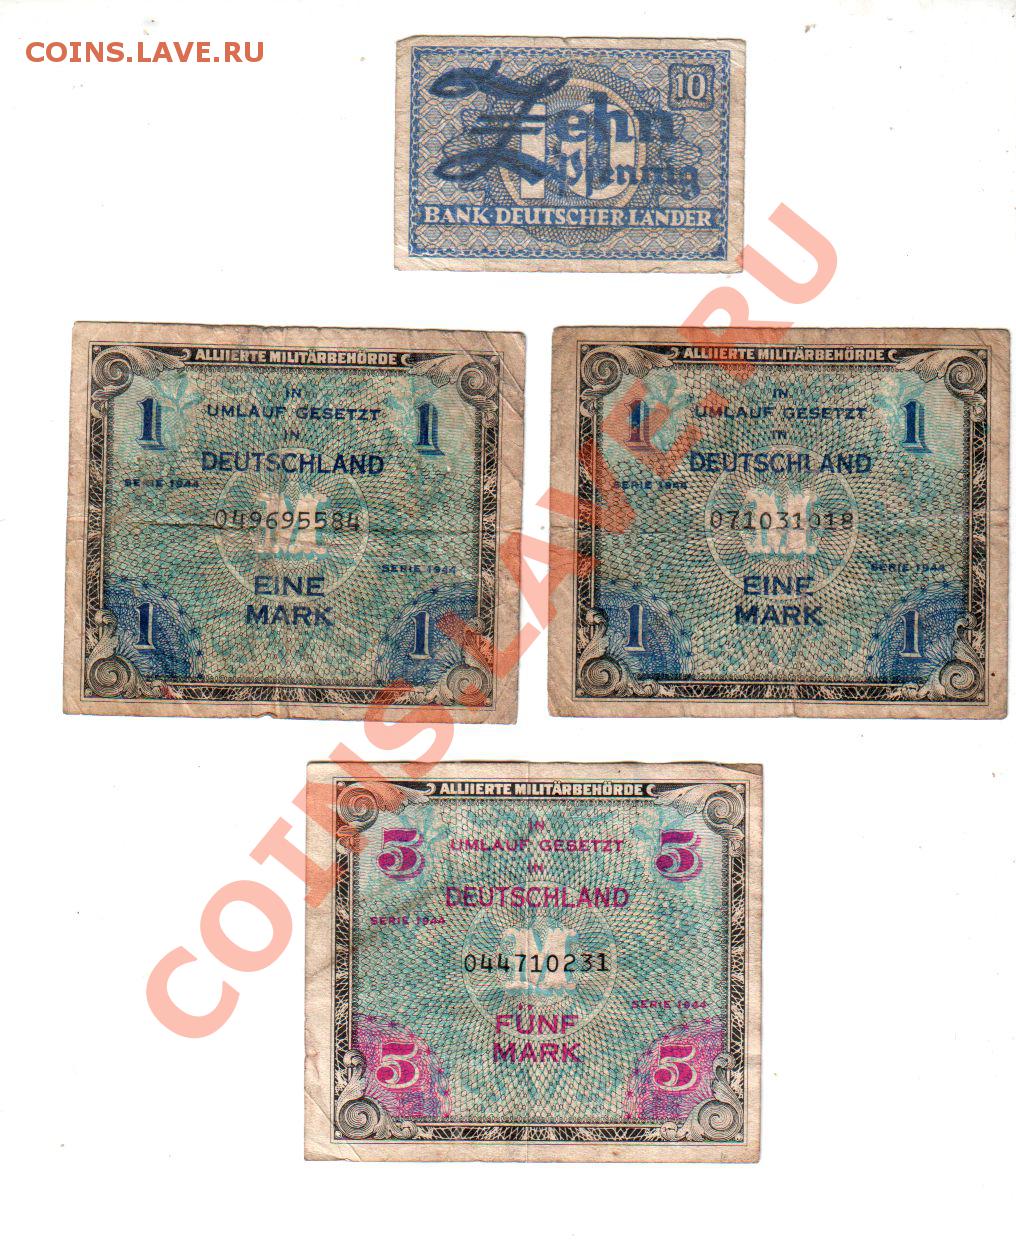 COINS.LAVE.RU
10
Zehn
Pfennig
BANK DEUTSCHER LÄNDER
ALLIIERTE MILITÄRBEHÖRDE
IN
UMLAUF GESETZT
IN
1 1
DEUTSCHLAND
SERIE 1944
M
049695584
SERIE 1944
EINE
MARK
1 1
ALLIIERTE MILITÄRBEHÖRDE
IN
UMLAUF GESETZT
IN
1 1
DEUTSCHLAND
SERIE 1944
M
071031018
SERIE 1944
EINE
MARK
1 1
ALLIIERTE MILITÄRBEHÖRDE
IN
UMLAUF GESETZT
IN
5 5
DEUTSCHLAND
SERIE 1944
M
044710231
SERIE 1944
FÜNF
MARK
5 5
COINS.LAVE.RU